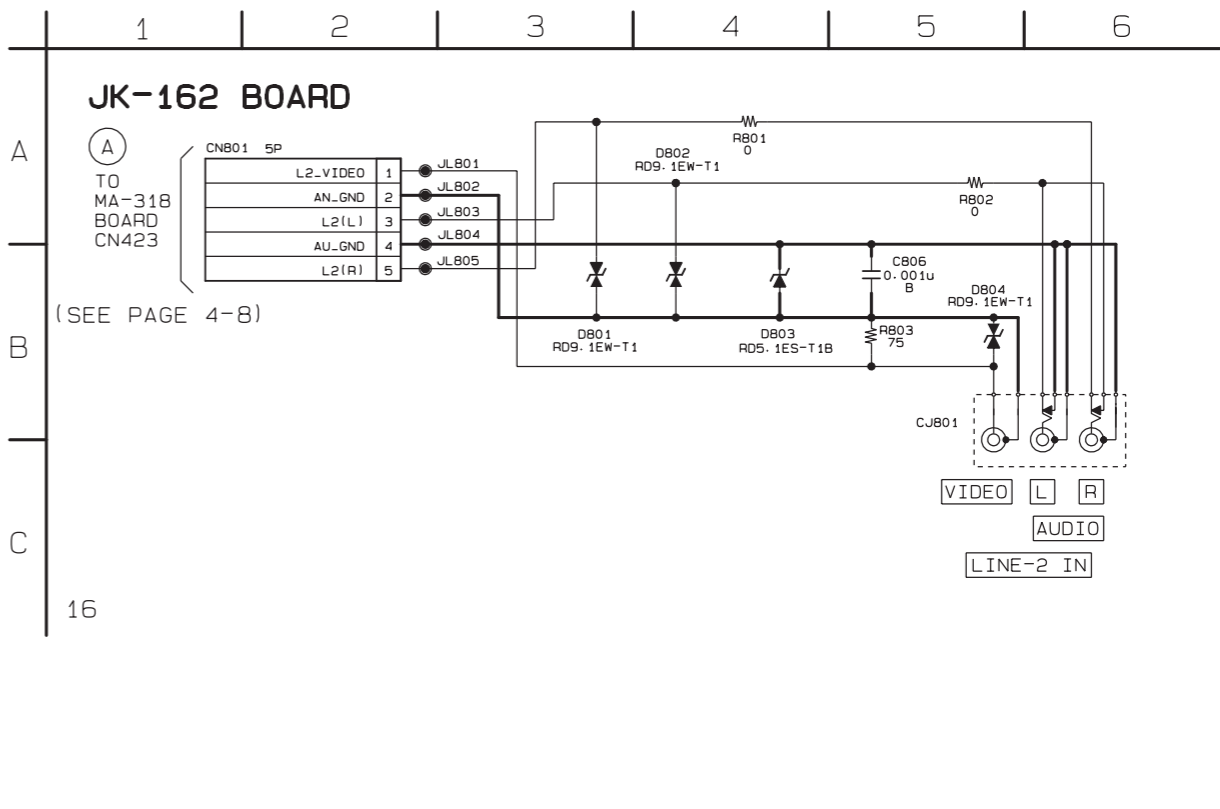 1 2 3 4 5 6
JK-162 BOARD
A
A
TO
MA-318
BOARD
CN423
(SEE PAGE 4-8)
CN801 5P
L2_VIDEO 1
AN_GND 2
L2(L) 3
AU_GND 4
L2(R) 5
JL801
JL802
JL803
JL804
JL805
R801
0
D802
RD9.1EW-T1
R802
0
C806
0.001u
B
D804
RD9.1EW-T1
B
D801
RD9.1EW-T1
D803
RD5.1ES-T1B
R803
75
CJ801
VIDEO L R
AUDIO
LINE-2 IN
C
16